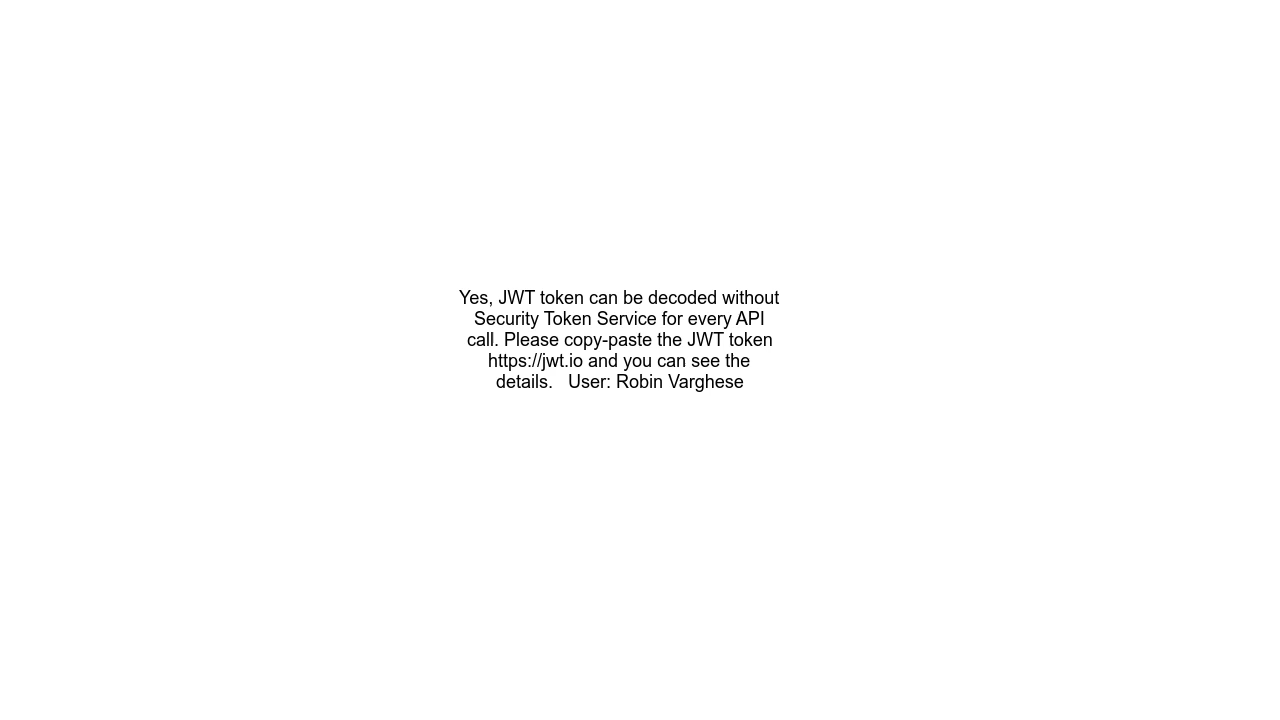 Yes, JWT token can be decoded without
Security Token Service for every API
call. Please copy-paste the JWT token
https://jwt.io and you can see the
details.   User: Robin Varghese